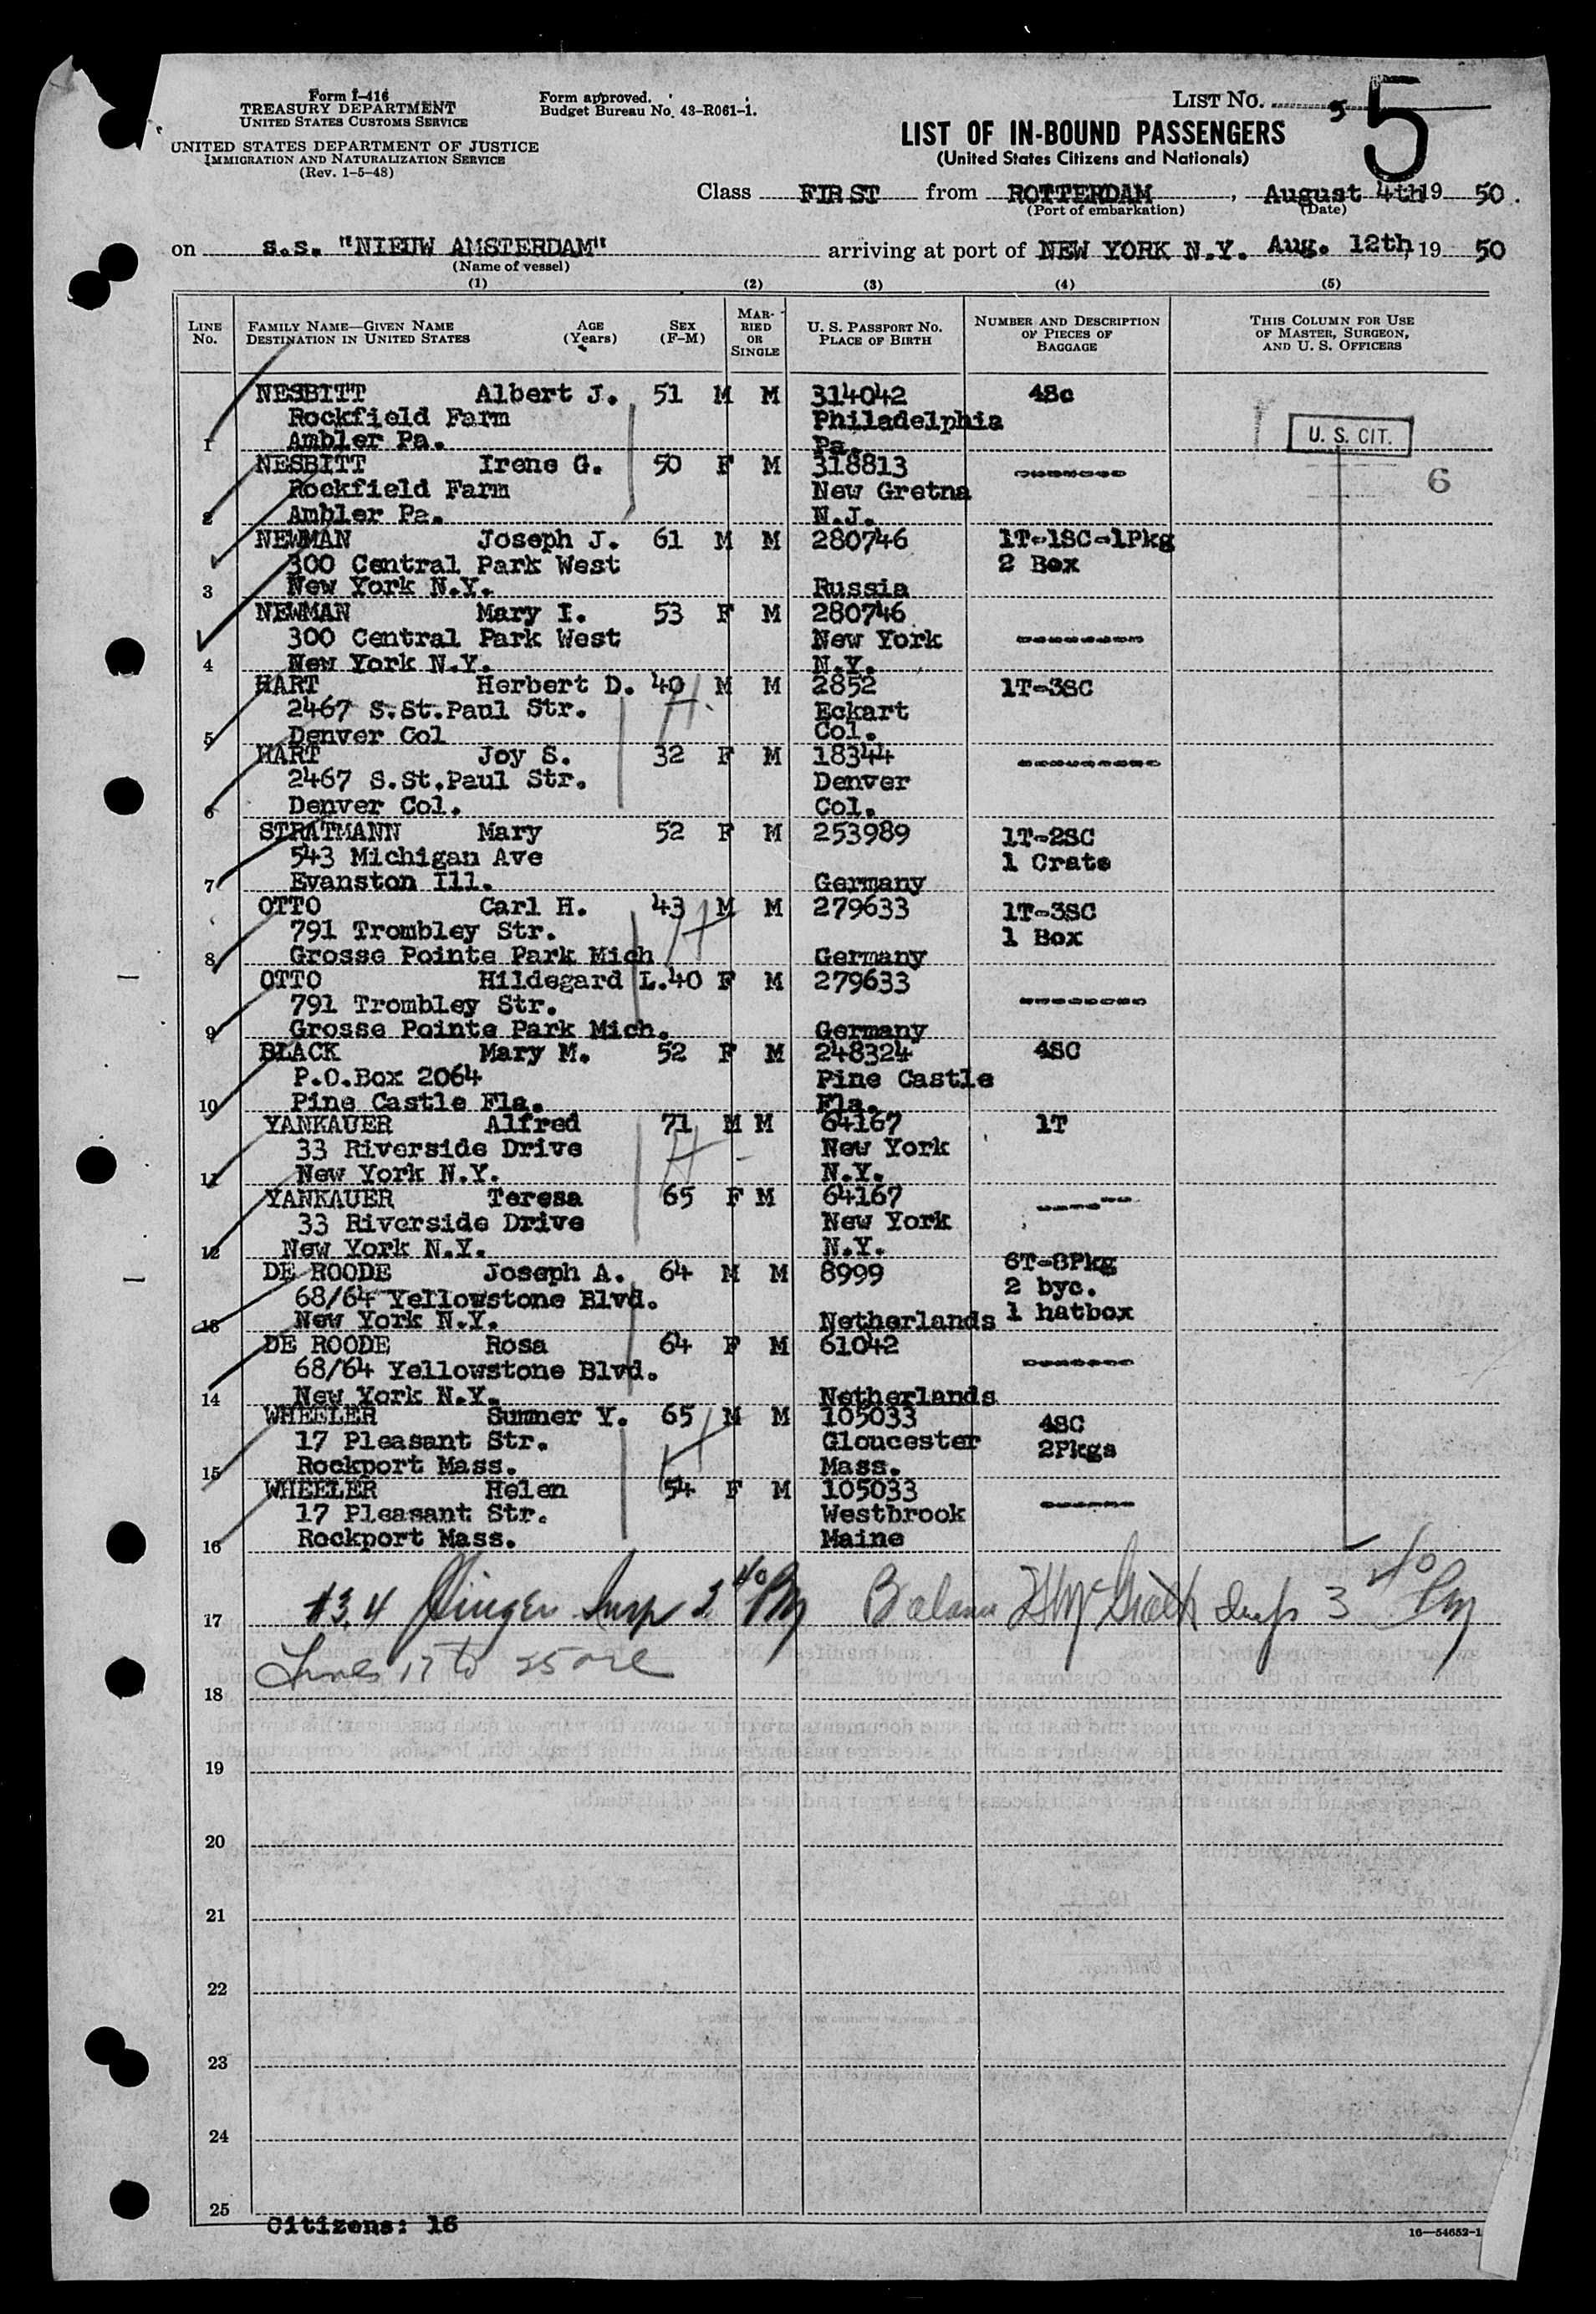 Form I-416
TREASURY DEPARTMENT
UNITED STATES CUSTOMS SERVICE
UNITED STATES DEPARTMENT OF JUSTICE
IMMIGRATION AND NATURALIZATION SERVICE
(Rev. 1-5-48)
Form approved.
Budget Bureau No. 43-R061-1.
LIST No. 5 5
LIST OF IN-BOUND PASSENGERS
(United States Citizens and Nationals)
Class FIRST from ROTTERDAM, August 4th 19 50.
(Port of embarkation) (Date)
on s.s. "NIEUW AMSTERDAM" arriving at port of NEW YORK N.Y. Aug. 12th, 19 50
(Name of vessel)
(1) (2) (3) (4) (5)
LINE No. FAMILY NAME—GIVEN NAME DESTINATION IN UNITED STATES AGE (Years) SEX (F-M) MARRIED OR SINGLE U. S. PASSPORT No. PLACE OF BIRTH NUMBER AND DESCRIPTION OF PIECES OF BAGGAGE THIS COLUMN FOR USE OF MASTER, SURGEON, AND U. S. OFFICERS
NESBITT Albert J. 51 M M 314042 4Sc
Rockfield Farm Philadelphia
1 Ambler Pa. Pa. U. S. CIT.
NESBITT Irene G. 50 F M 318813 -------
Rockfield Farm New Gretna 6
2 Ambler Pa. N.J.
NEWMAN Joseph J. 61 M M 280746 1T-1SC-1Pkg
300 Central Park West 2 Box
3 New York N.Y. Russia
NEWMAN Mary I. 53 F M 280746
300 Central Park West New York --------
4 New York N.Y. N.Y.
HART Herbert D. 40 M M 2852 1T-3SC
2467 S.St.Paul Str. Eckart
5 Denver Col Col.
HART Joy S. 32 F M 18344 ---------
2467 S.St.Paul Str. Denver
6 Denver Col. Col.
STRATMANN Mary 52 F M 253989 1T-2SC
543 Michigan Ave 1 Crate
7 Evanston Ill. Germany
OTTO Carl H. 43 M M 279633 1T-3SC
791 Trombley Str. 1 Box
8 Grosse Pointe Park Mich Germany
OTTO Hildegard L. 40 F M 279633
791 Trombley Str. --------
9 Grosse Pointe Park Mich. Germany
BLACK Mary M. 52 F M 248324 4SC
P.O.Box 2064 Pine Castle
10 Pine Castle Fla. Fla.
YANKAUER Alfred 71 M M 64167 1T
33 Riverside Drive New York
11 New York N.Y. N.Y.
YANKAUER Teresa 65 F M 64167 ------
33 Riverside Drive New York
12 New York N.Y. N.Y.
DE ROODE Joseph A. 64 M M 8999 6T-8Pkg
68/64 Yellowstone Blvd. 2 byc.
13 New York N.Y. Netherlands 1 hatbox
DE ROODE Rosa 64 F M 61042
68/64 Yellowstone Blvd. -------
14 New York N.Y. Netherlands
WHEELER Sumner Y. 65 M M 105033 4SC
17 Pleasant Str. Gloucester 2Pkgs
15 Rockport Mass. Mass.
WHEELER Helen 54 F M 105033 ------
17 Pleasant Str. Westbrook
16 Rockport Mass. Maine
17 #3,4 Insp 2 40 PM Balance McGrath Insp 3 40 PM
Lines 17 to 25
18
19
20
21
22
23
24
25
Citizens: 16
16—54652-1